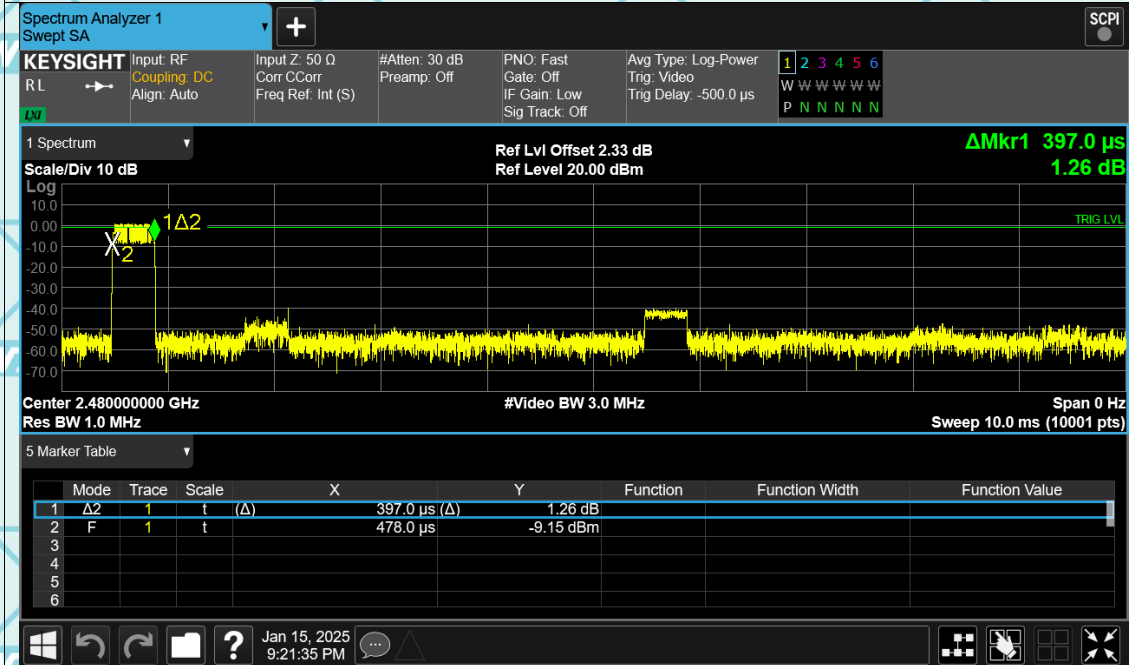 Spectrum Analyzer 1
Swept SA
+
SCPI
KEYSIGHT
RL
LXI
Input: RF
Coupling: DC
Align: Auto
Input Z: 50 Ω
Corr CCorr
Freq Ref: Int (S)
#Atten: 30 dB
Preamp: Off
PNO: Fast
Gate: Off
IF Gain: Low
Sig Track: Off
Avg Type: Log-Power
Trig: Video
Trig Delay: -500.0 µs
1 2 3 4 5 6
W W W W W W
P N N N N N
1 Spectrum
Scale/Div 10 dB
Ref Lvl Offset 2.33 dB
Ref Level 20.00 dBm
ΔMkr1 397.0 µs
1.26 dB
Log
10.0
0.00
-10.0
-20.0
-30.0
-40.0
-50.0
-60.0
-70.0
1Δ2
X2
TRIG LVL
Center 2.480000000 GHz
#Video BW 3.0 MHz
Span 0 Hz
Res BW 1.0 MHz
Sweep 10.0 ms (10001 pts)
5 Marker Table
Mode Trace Scale X Y Function Function Width Function Value
1 Δ2 1 t (Δ) 397.0 µs (Δ) 1.26 dB
2 F 1 t 478.0 µs -9.15 dBm
3
4
5
6
?
Jan 15, 2025
9:21:35 PM